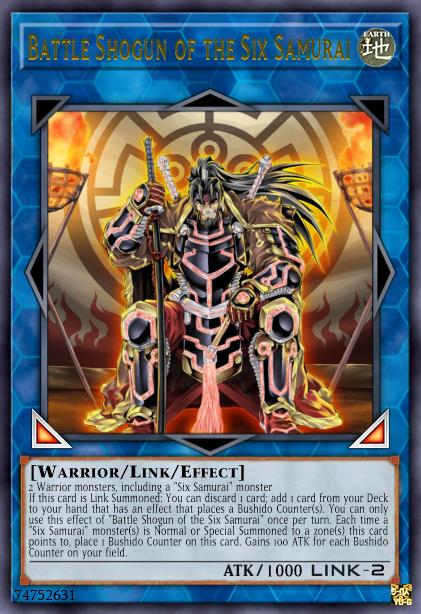 Battle Shogun of the Six Samurai
EARTH
地
[Warrior/Link/Effect]
2 Warrior monsters, including a "Six Samurai" monster
If this card is Link Summoned: You can discard 1 card; add 1 card from your Deck
to your hand that has an effect that places a Bushido Counter(s). You can only
use this effect of "Battle Shogun of the Six Samurai" once per turn. Each time a
"Six Samurai" monster(s) is Normal or Special Summoned to a zone(s) this card
points to, place 1 Bushido Counter on this card. Gains 100 ATK for each Bushido
Counter on your field.
ATK/1000 LINK-2
74752631